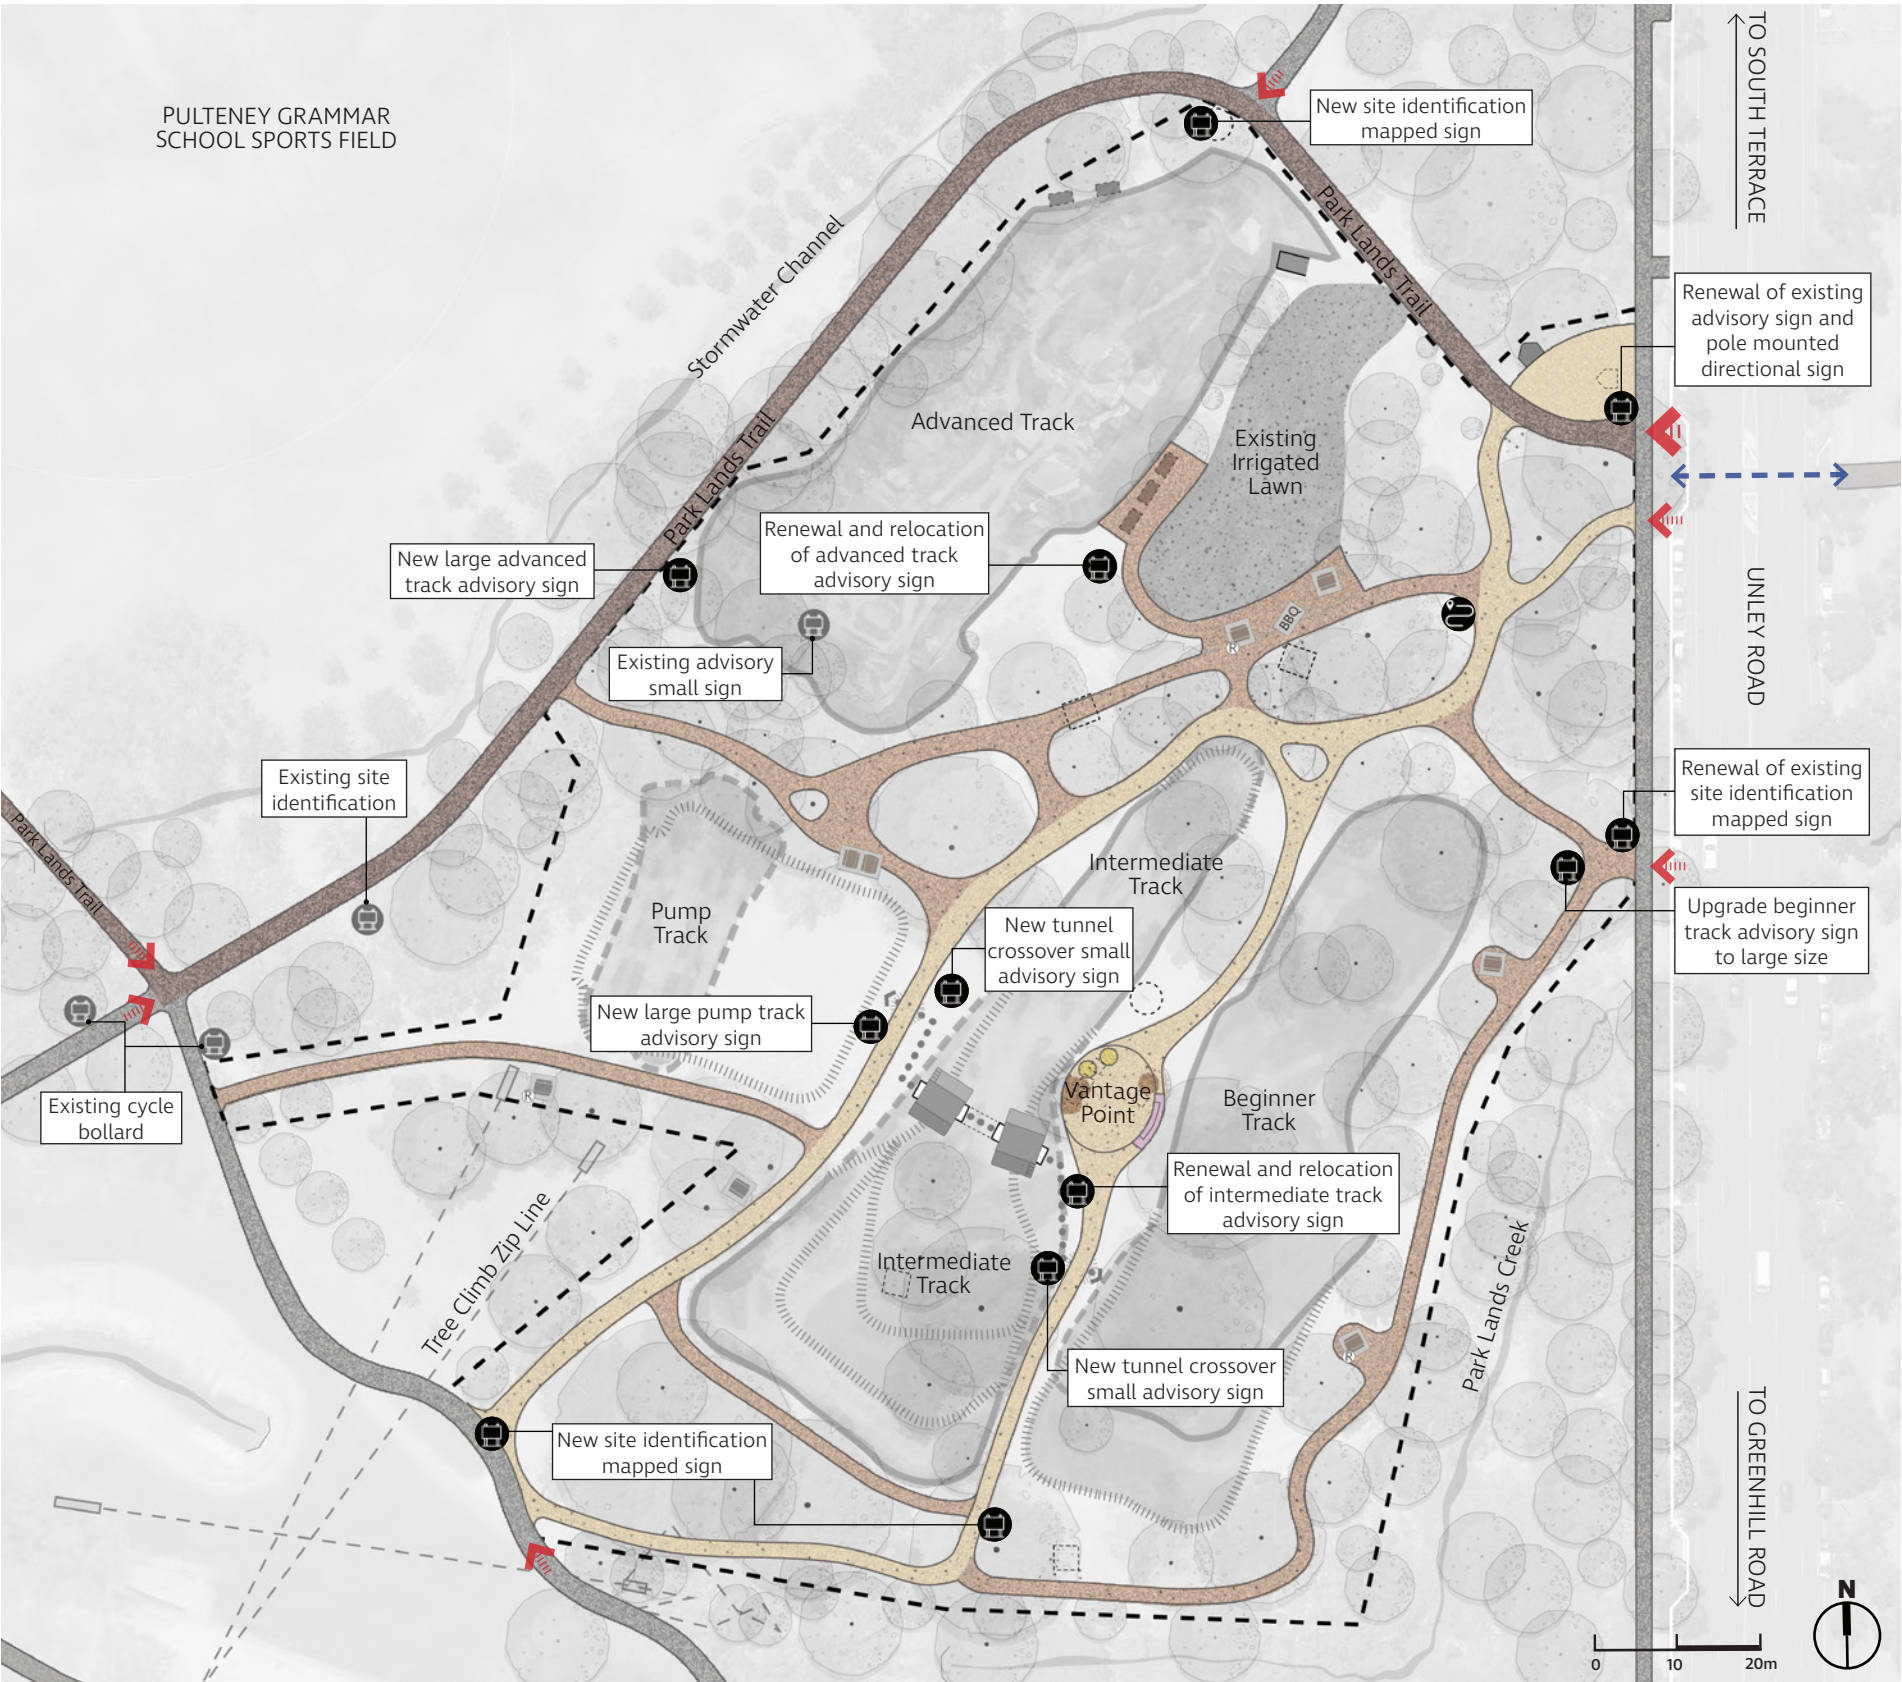 PULTENEY GRAMMAR
SCHOOL SPORTS FIELD
TO SOUTH TERRACE
New site identification
mapped sign
Park Lands Trail
Stormwater Channel
Renewal of existing
advisory sign and
pole mounted
directional sign
Advanced Track
Existing
Irrigated
Lawn
Park Lands Trail
Renewal and relocation
of advanced track
advisory sign
New large advanced
track advisory sign
UNLEY ROAD
BBQ
R
Existing advisory
small sign
Existing site
identification
Renewal of existing
site identification
mapped sign
Park Lands Trail
Intermediate
Track
Pump
Track
New tunnel
crossover small
advisory sign
Upgrade beginner
track advisory sign
to large size
New large pump track
advisory sign
Existing cycle
bollard
R
Vantage
Point
Beginner
Track
Renewal and relocation
of intermediate track
advisory sign
Tree Climb Zip Line
Intermediate
Track
Park Lands Creek
R
New tunnel crossover
small advisory sign
New site identification
mapped sign
TO GREENHILL ROAD
N
0 10 20m